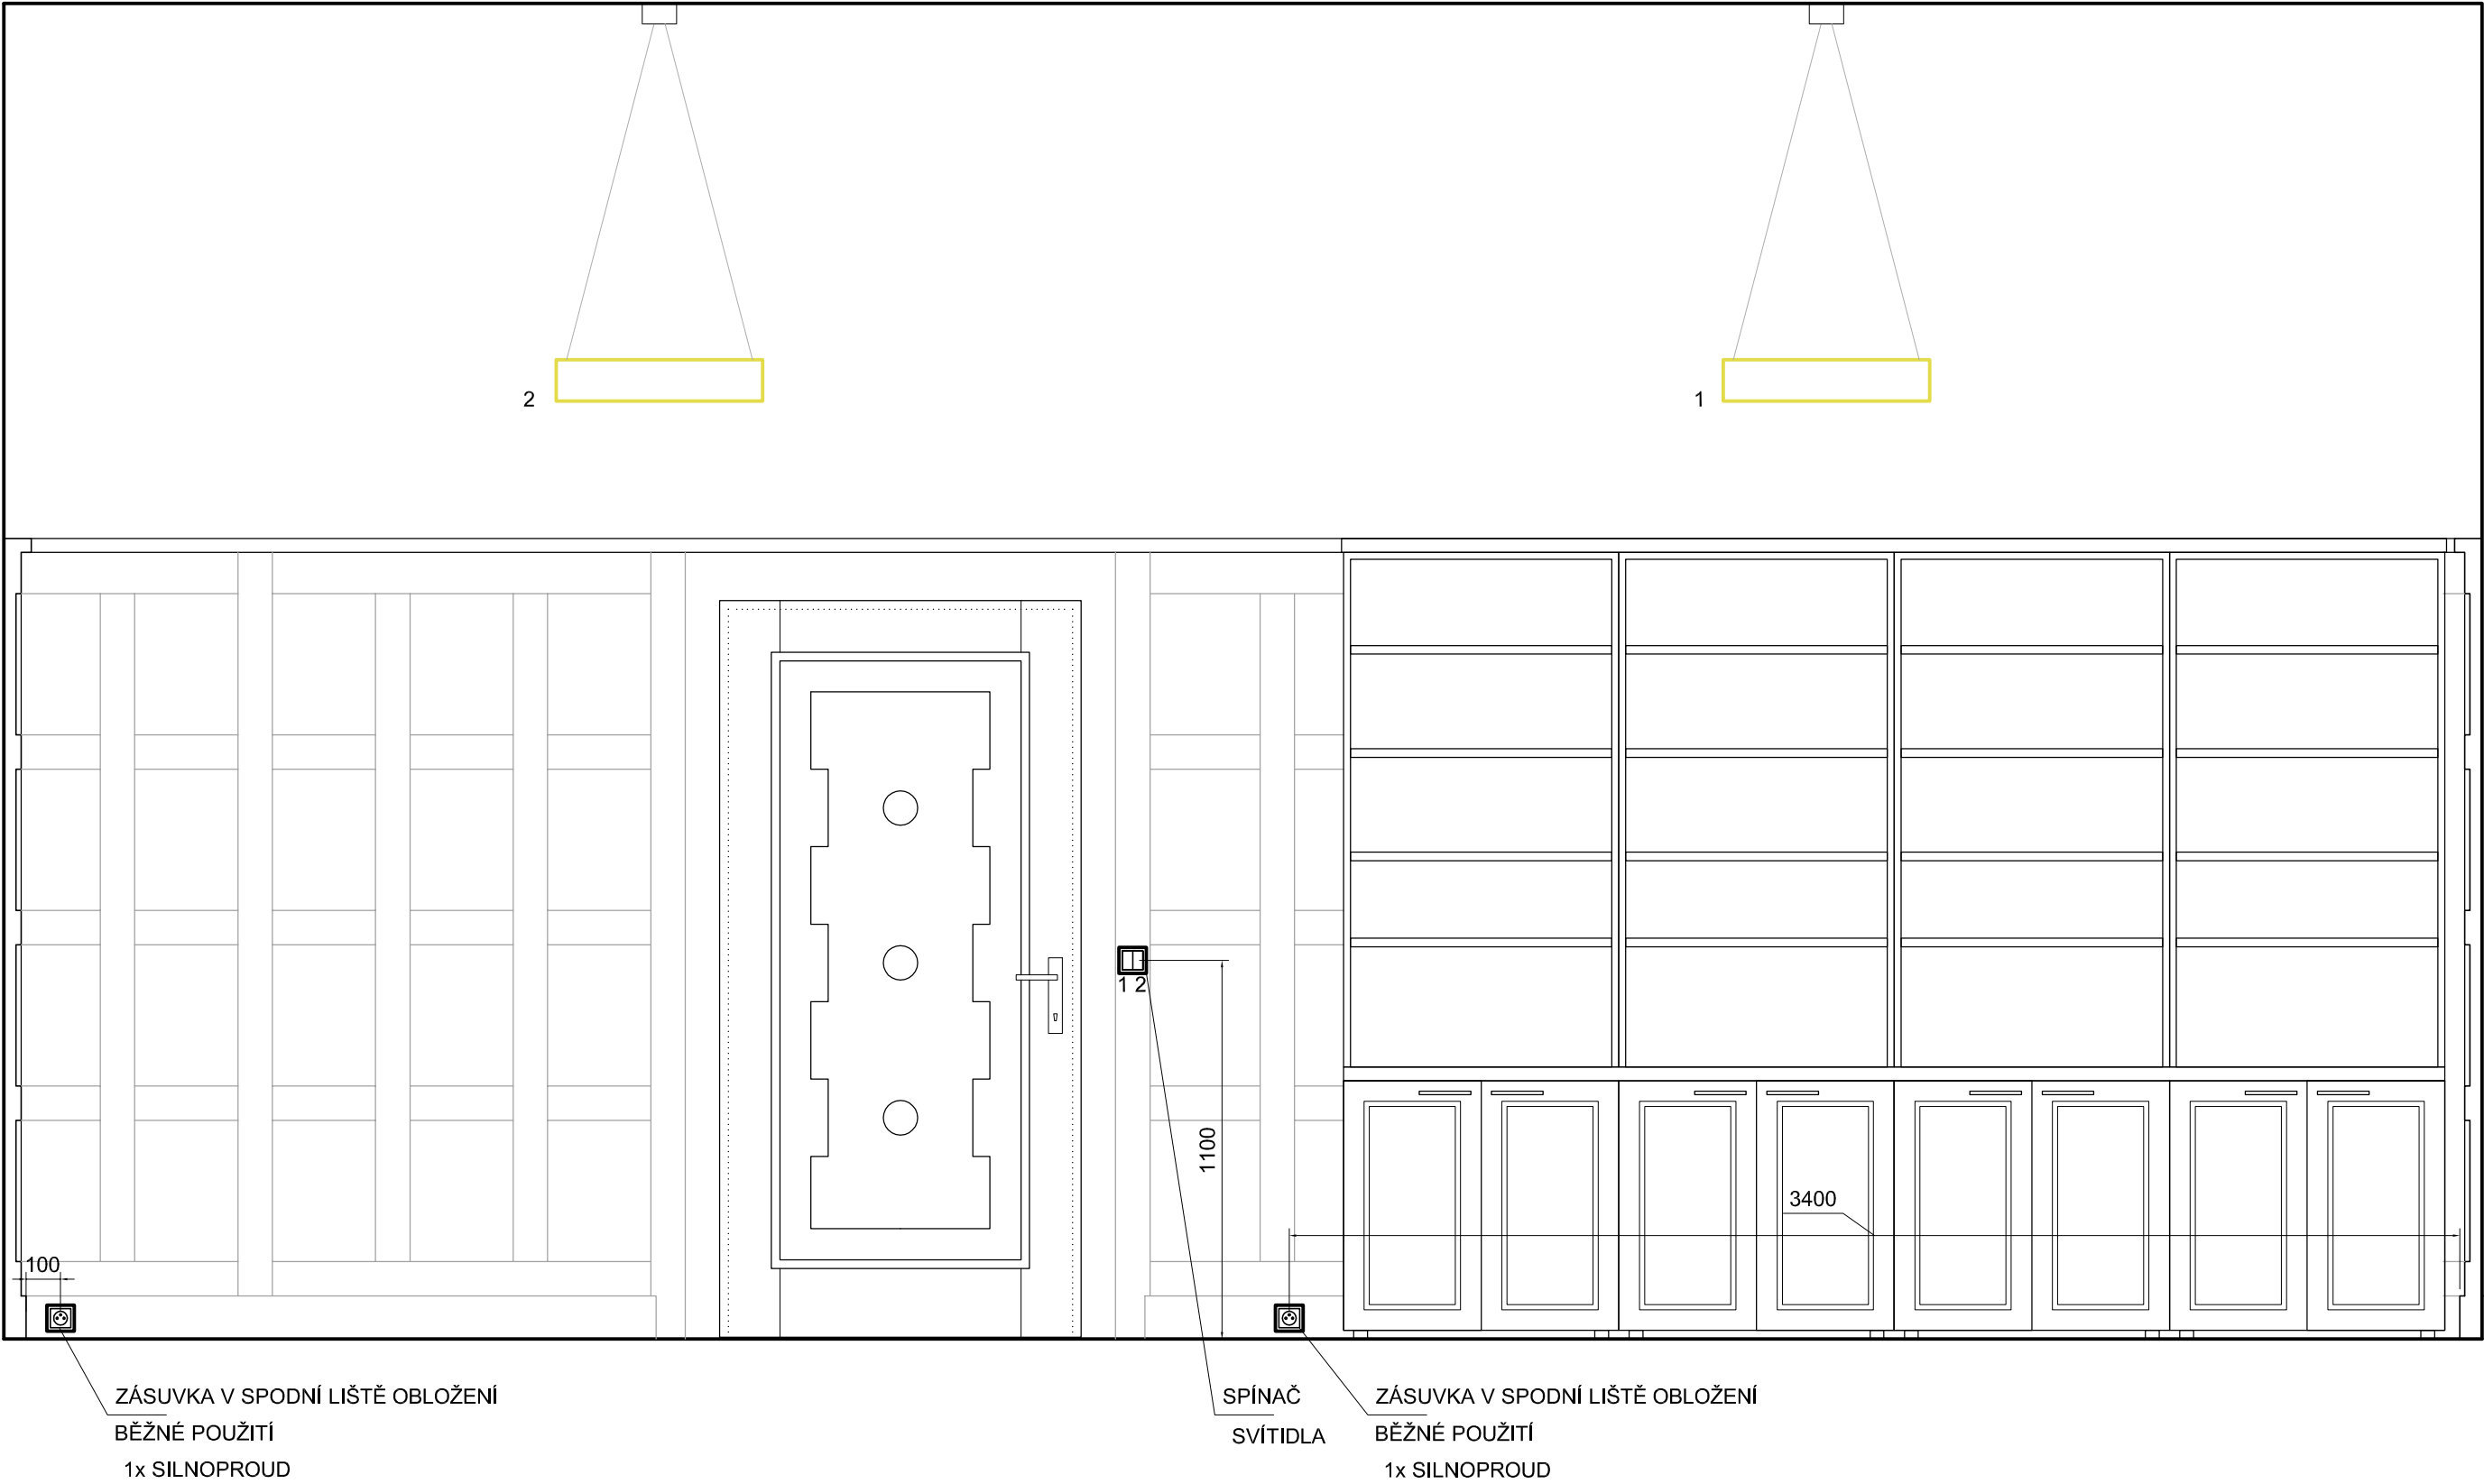 2
1
1 2
1100
3400
100
ZÁSUVKA V SPODNÍ LIŠTĚ OBLOŽENÍ
BĚŽNÉ POUŽITÍ
1x SILNOPROUD
SPÍNAČ
SVÍTIDLA
ZÁSUVKA V SPODNÍ LIŠTĚ OBLOŽENÍ
BĚŽNÉ POUŽITÍ
1x SILNOPROUD